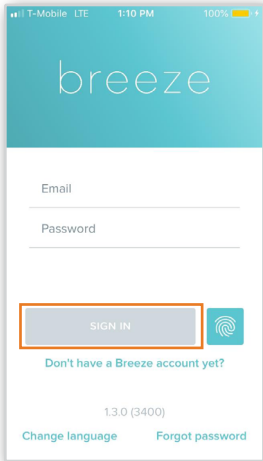 T-Mobile LTE 1:10 PM 100%
breeze
Email
Password
SIGN IN
Don't have a Breeze account yet?
1.3.0 (3400)
Change language Forgot password